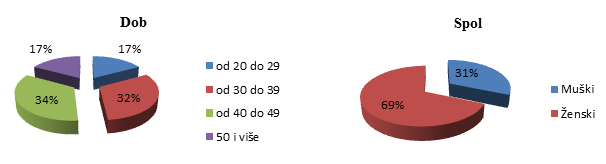 Dob
17%
17%
32%
34%
od 20 do 29
od 30 do 39
od 40 do 49
50 i više
Spol
31%
69%
Muški
Ženski